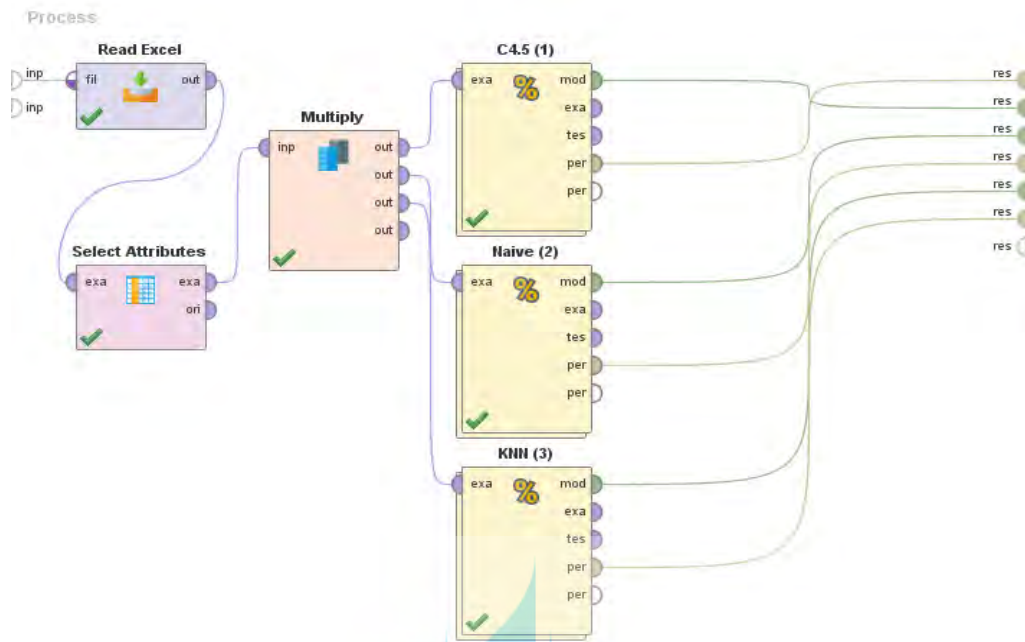 Process
Read Excel
inp
fil
out
inp
Select Attributes
exa
exa
ori
Multiply
inp
out
out
out
out
C4.5 (1)
exa
mod
exa
tes
per
per
Naive (2)
exa
mod
exa
tes
per
per
KNN (3)
exa
mod
exa
tes
per
per
res
res
res
res
res
res
res